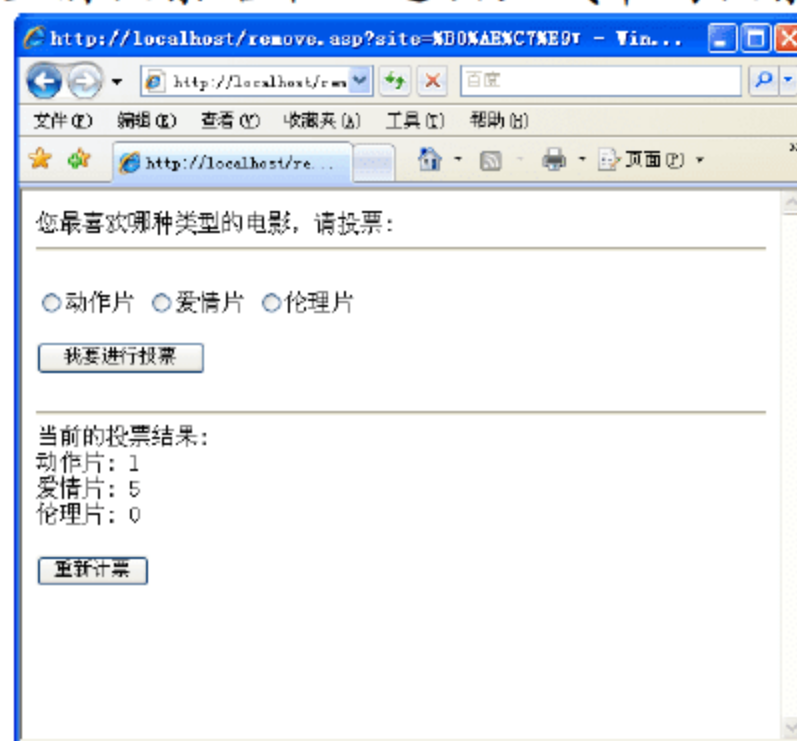 http://localhost/remove.asp?site=%B0%AE%C7%E9T - Win...
http://localhost/rem
百度
文件(F) 编辑(E) 查看(V) 收藏夹(A) 工具(T) 帮助(H)
http://localhost/re... 页面(P)
您最喜欢哪种类型的电影，请投票:
动作片 爱情片 伦理片
我要进行投票
当前的投票结果:
动作片: 1
爱情片: 5
伦理片: 0
重新计票